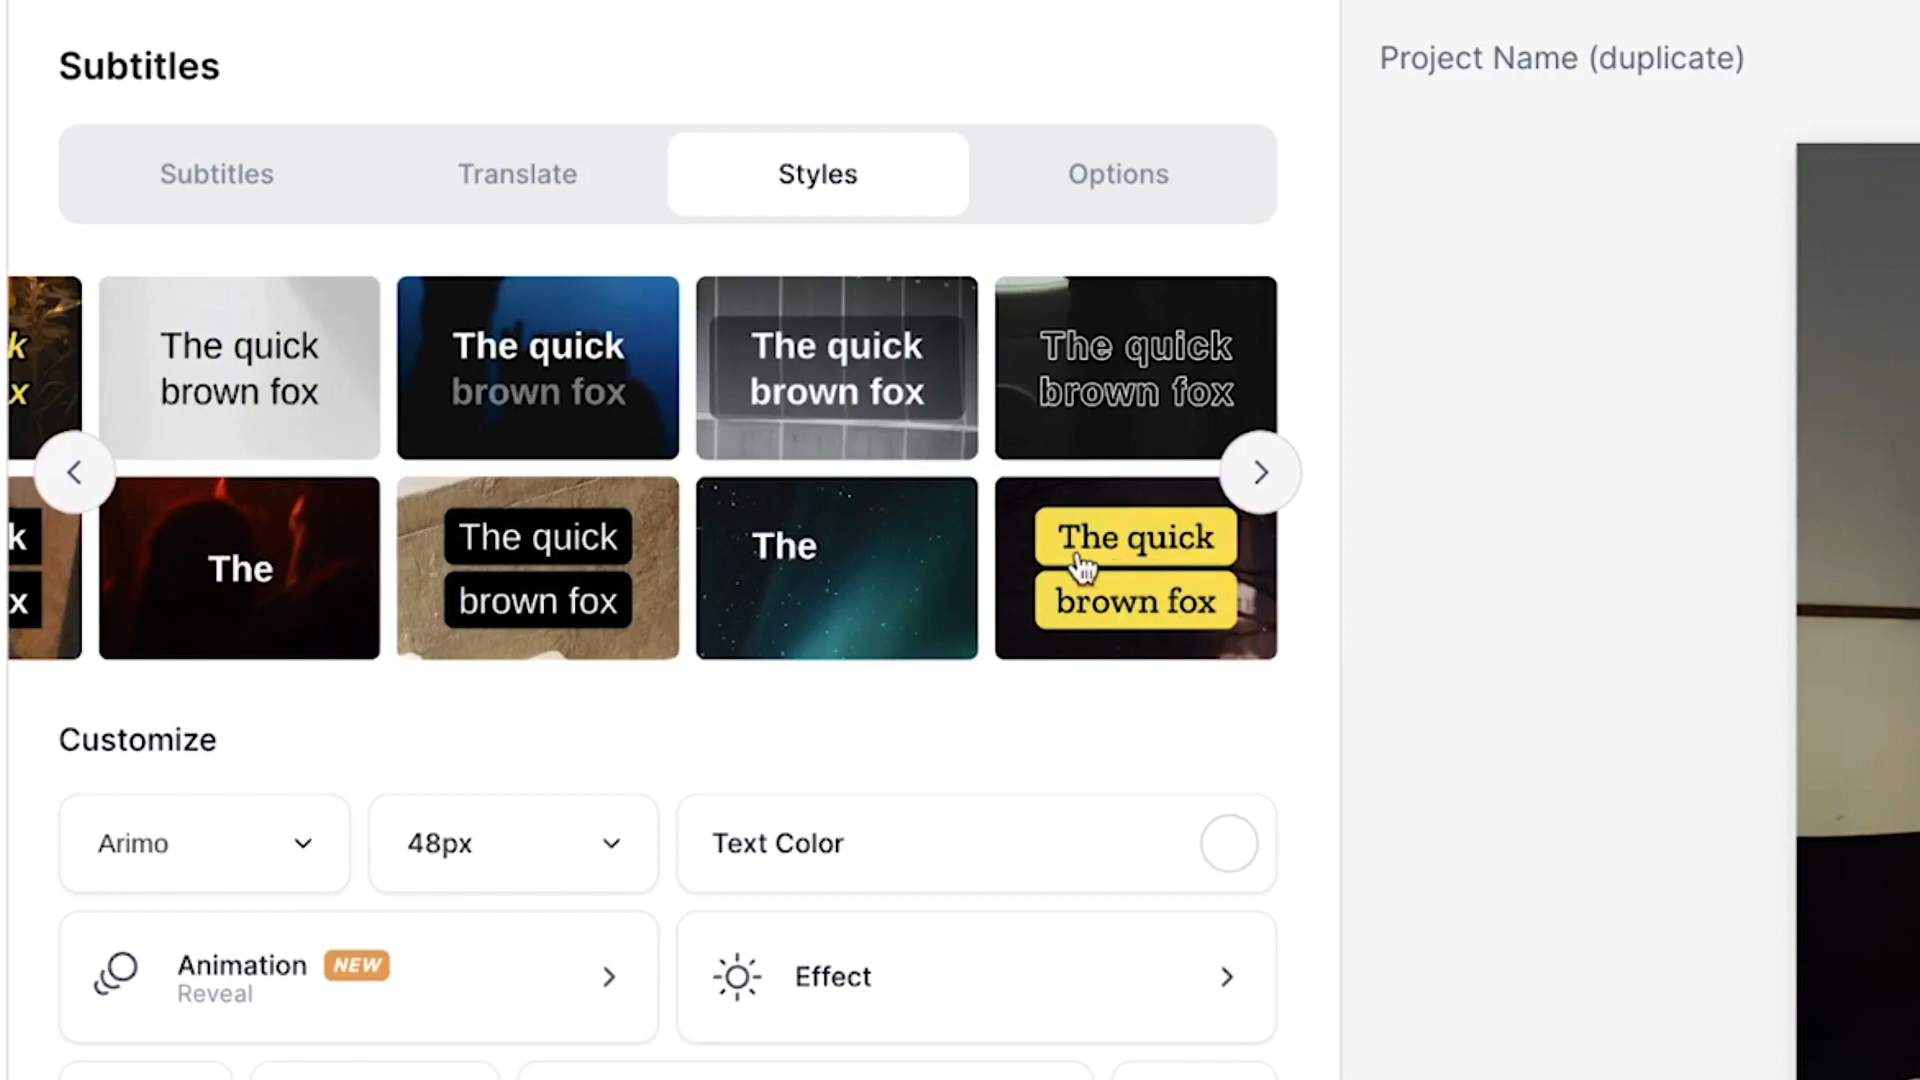 Subtitles
Project Name (duplicate)
Subtitles
Translate
Styles
Options
k
x
The quick
brown fox
The quick
brown fox
The quick
brown fox
The quick
brown fox
k
x
The
The quick
brown fox
The
The quick
brown fox
Customize
Arimo
48px
Text Color
Animation NEW
Reveal
Effect